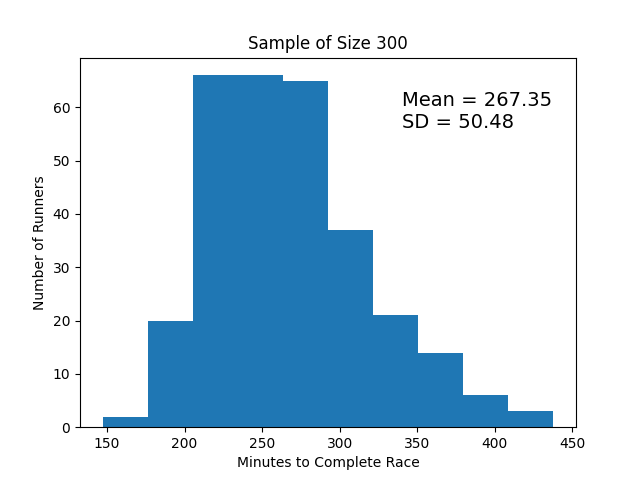 Sample of Size 300
Mean = 267.35
SD = 50.48
Number of Runners
60
50
40
30
20
10
0
150 200 250 300 350 400 450
Minutes to Complete Race